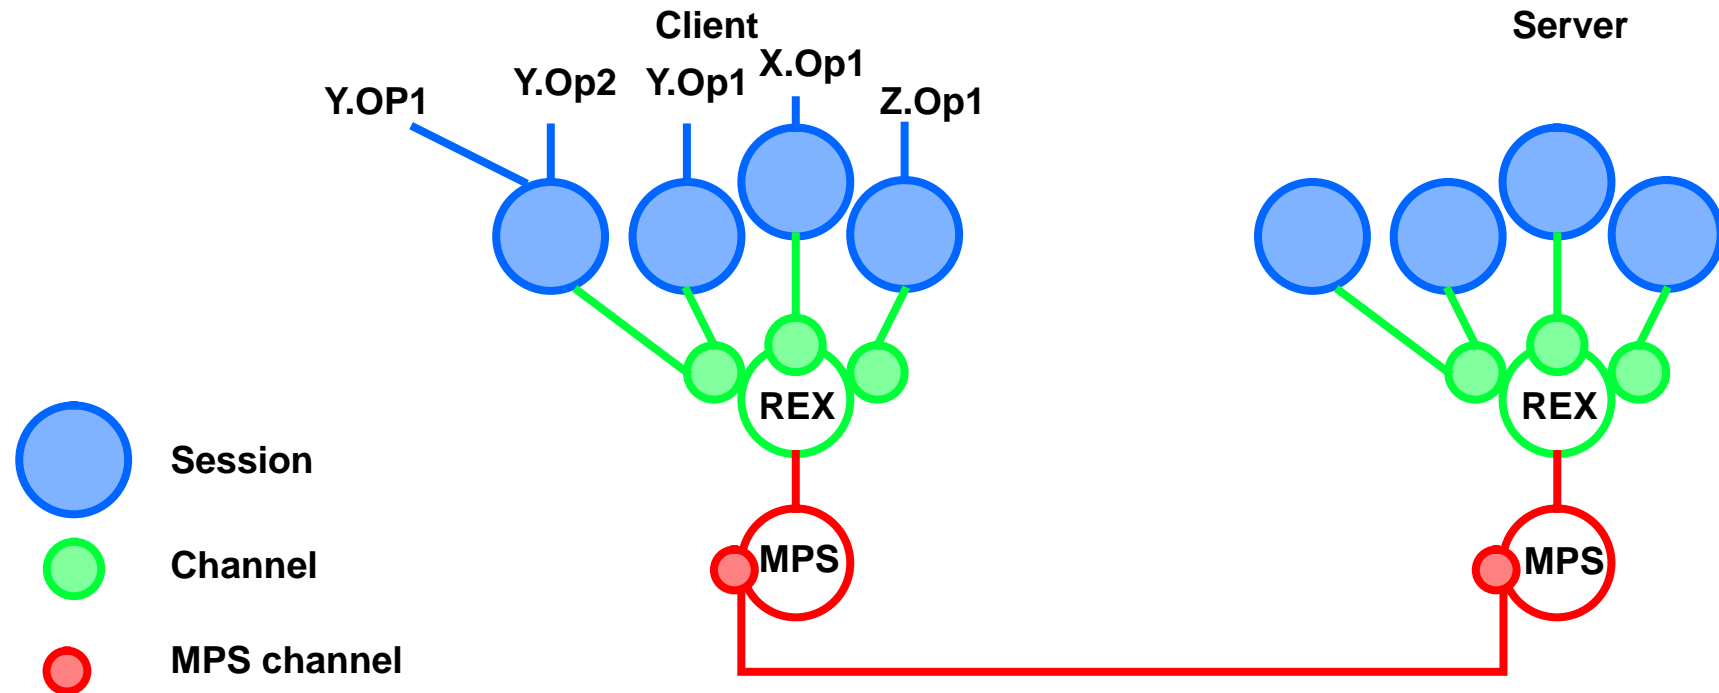 Client
Server
Y.OP1
Y.Op2
Y.Op1
X.Op1
Z.Op1
REX
REX
Session
MPS
MPS
Channel
MPS channel